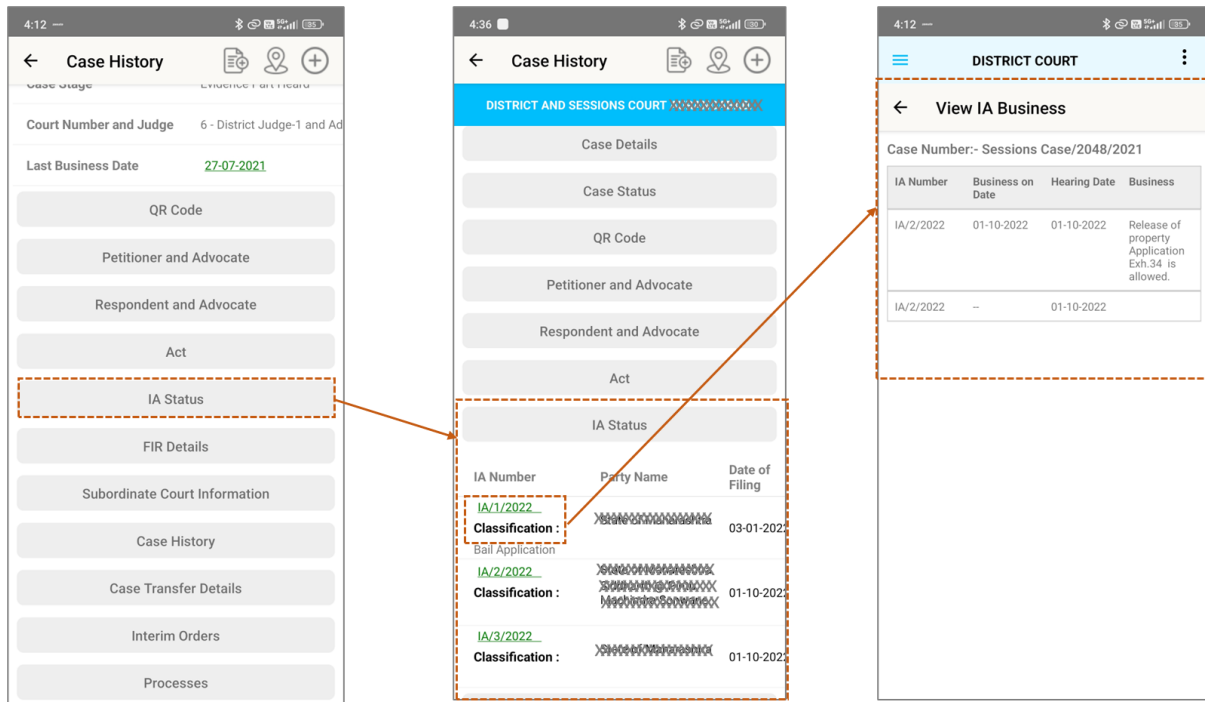 4:12
Case History
Case Stage Evidence Part Heard
Court Number and Judge 6 - District Judge-1 and Ad
Last Business Date 27-07-2021
QR Code
Petitioner and Advocate
Respondent and Advocate
Act
IA Status
FIR Details
Subordinate Court Information
Case History
Case Transfer Details
Interim Orders
Processes
4:36
Case History
DISTRICT AND SESSIONS COURT
Case Details
Case Status
QR Code
Petitioner and Advocate
Respondent and Advocate
Act
IA Status
IA Number Party Name Date of
Filing
IA/1/2022
Classification : 03-01-202
Bail Application
IA/2/2022
Classification : 01-10-202
IA/3/2022
Classification : 01-10-202
4:12
DISTRICT COURT
View IA Business
Case Number:- Sessions Case/2048/2021
IA Number Business on Hearing Date Business
Date
IA/2/2022 01-10-2022 01-10-2022 Release of
property
Application
Exh.34 is
allowed.
IA/2/2022 -- 01-10-2022